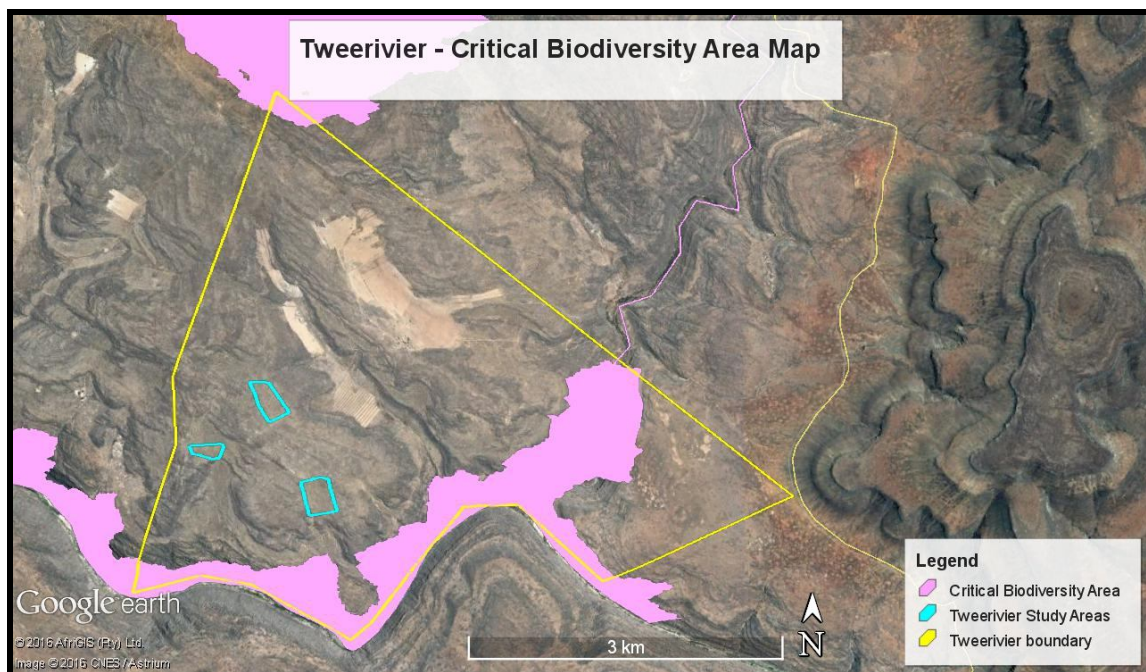 Tweerivier - Critical Biodiversity Area Map
Legend
Critical Biodiversity Area
Tweerivier Study Areas
Tweerivier boundary
Google earth
© 2016 AfriGIS (Pty) Ltd.
Image © 2016 CNES / Astrium
3 km
N